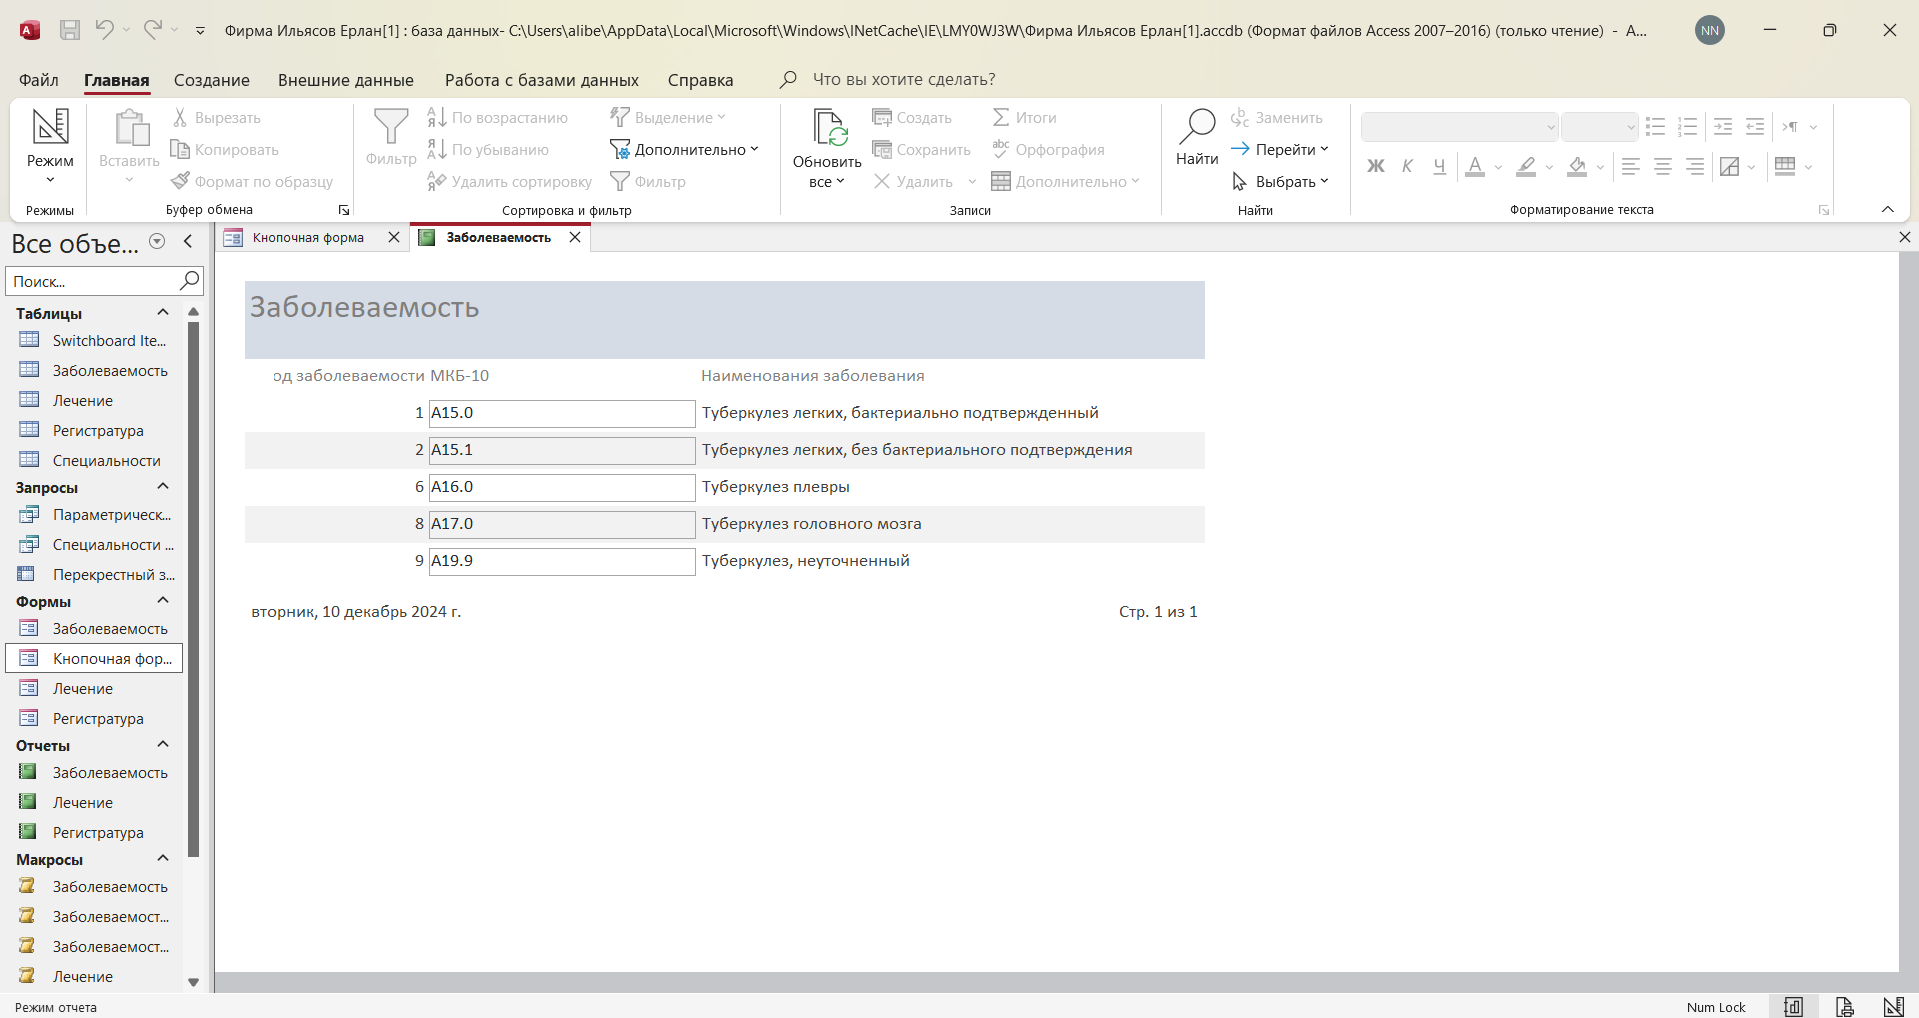 Фирма Ильясов Ерлан[1] : база данных- C:\Users\alibe\AppData\Local\Microsoft\Windows\INetCache\IE\LMY0WJ3W\Фирма Ильясов Ерлан[1].accdb (Формат файлов Access 2007–2016) (только чтение) - A...
NN
Файл Главная Создание Внешние данные Работа с базами данных Справка Что вы хотите сделать?
Режим
Режимы
Вставить
Вырезать
Копировать
Формат по образцу
Буфер обмена
Фильтр
По возрастанию
По убыванию
Удалить сортировку
Выделение
Дополнительно
Фильтр
Сортировка и фильтр
Обновить
все
Создать
Сохранить
Удалить
Итоги
Орфография
Дополнительно
Записи
Найти
Заменить
Перейти
Выбрать
Найти
Ж К Ч А
Форматирование текста
Все объе...
Поиск...
Таблицы
Switchboard Ite...
Заболеваемость
Лечение
Регистратура
Специальности
Запросы
Параметрическ...
Специальности ...
Перекрестный з...
Формы
Заболеваемость
Кнопочная фор...
Лечение
Регистратура
Отчеты
Заболеваемость
Лечение
Регистратура
Макросы
Заболеваемость
Заболеваемост...
Заболеваемост...
Лечение
Кнопочная форма
Заболеваемость
Заболеваемость
од заболеваемости МКБ-10 Наименования заболевания
1 A15.0 Туберкулез легких, бактериально подтвержденный
2 A15.1 Туберкулез легких, без бактериального подтверждения
6 A16.0 Туберкулез плевры
8 A17.0 Туберкулез головного мозга
9 A19.9 Туберкулез, неуточненный
вторник, 10 декабрь 2024 г. Стр. 1 из 1
Режим отчета
Num Lock